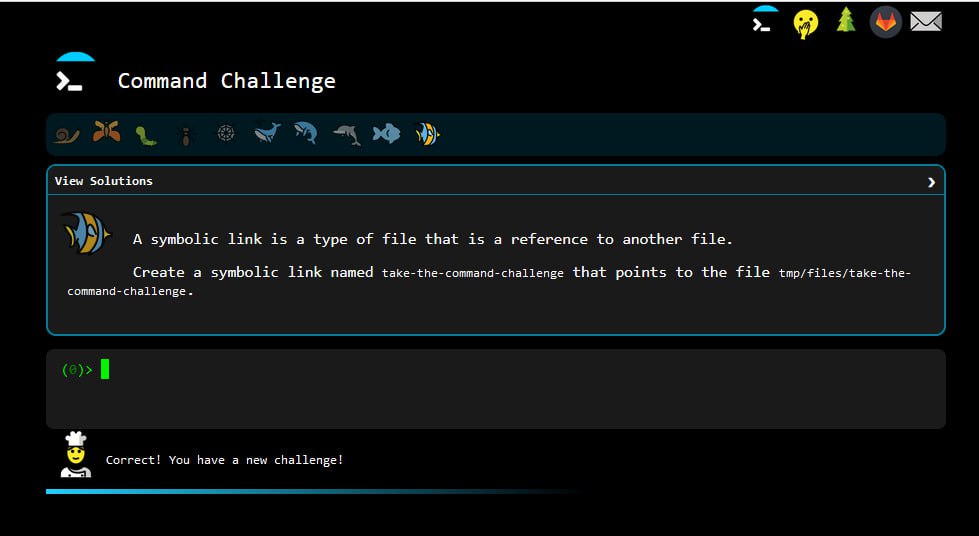 Command Challenge
View Solutions
A symbolic link is a type of file that is a reference to another file.
Create a symbolic link named take-the-command-challenge that points to the file tmp/files/take-the-
command-challenge.
(0)>
Correct! You have a new challenge!